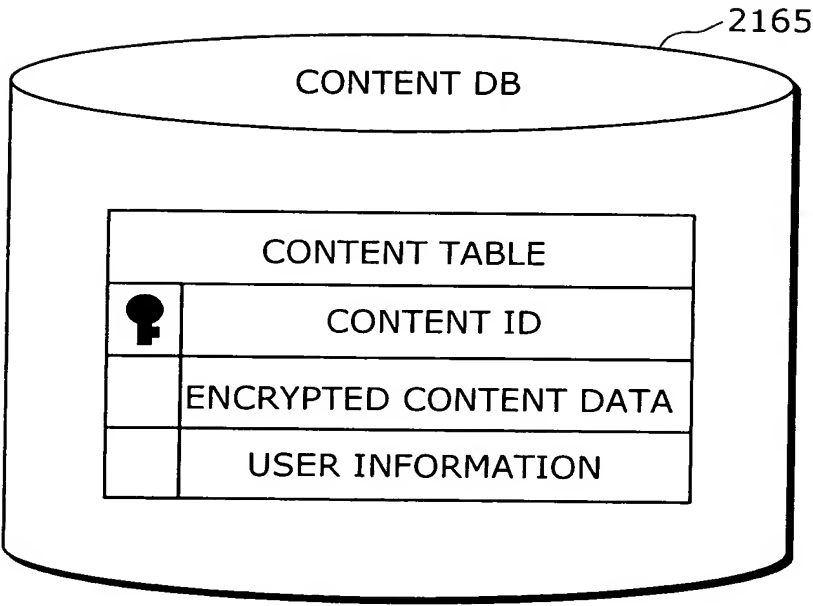 2165
CONTENT DB
CONTENT TABLE
CONTENT ID
ENCRYPTED CONTENT DATA
USER INFORMATION